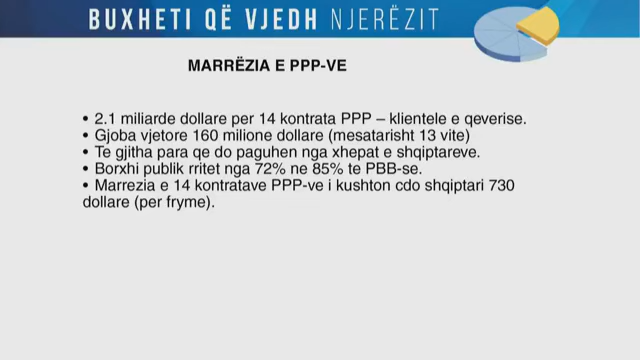 BUXHETI QË VJEDH NJERËZIT
MARRËZIA E PPP-VE
• 2.1 miliarde dollare per 14 kontrata PPP – klientele e qeverise.
• Gjoba vjetore 160 milione dollare (mesatarisht 13 vite)
• Te gjitha para qe do paguhen nga xhepat e shqiptareve.
• Borxhi publik rritet nga 72% ne 85% te PBB-se.
• Marrezia e 14 kontratave PPP-ve i kushton cdo shqiptari 730
dollare (per fryme).